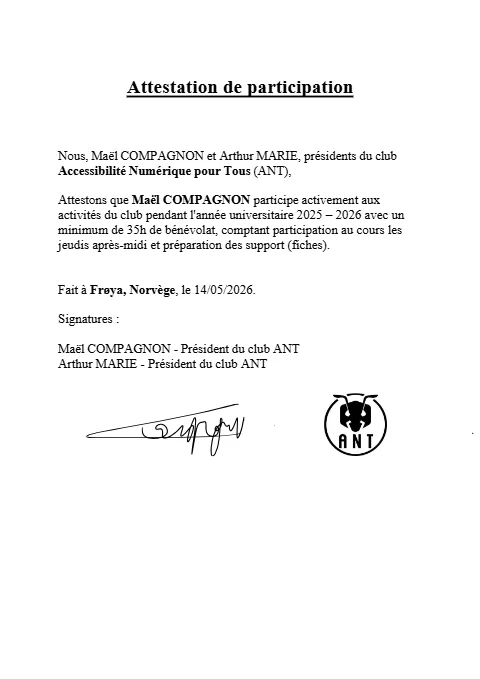 Attestation de participation
Nous, Maël COMPAGNON et Arthur MARIE, présidents du club
Accessibilité Numérique pour Tous (ANT),
Attestons que Maël COMPAGNON participe activement aux
activités du club pendant l'année universitaire 2025 – 2026 avec un
minimum de 35h de bénévolat, comptant participation au cours les
jeudis après-midi et préparation des support (fiches).
Fait à Frøya, Norvège, le 14/05/2026.
Signatures :
Maël COMPAGNON - Président du club ANT
Arthur MARIE - Président du club ANT
ANT